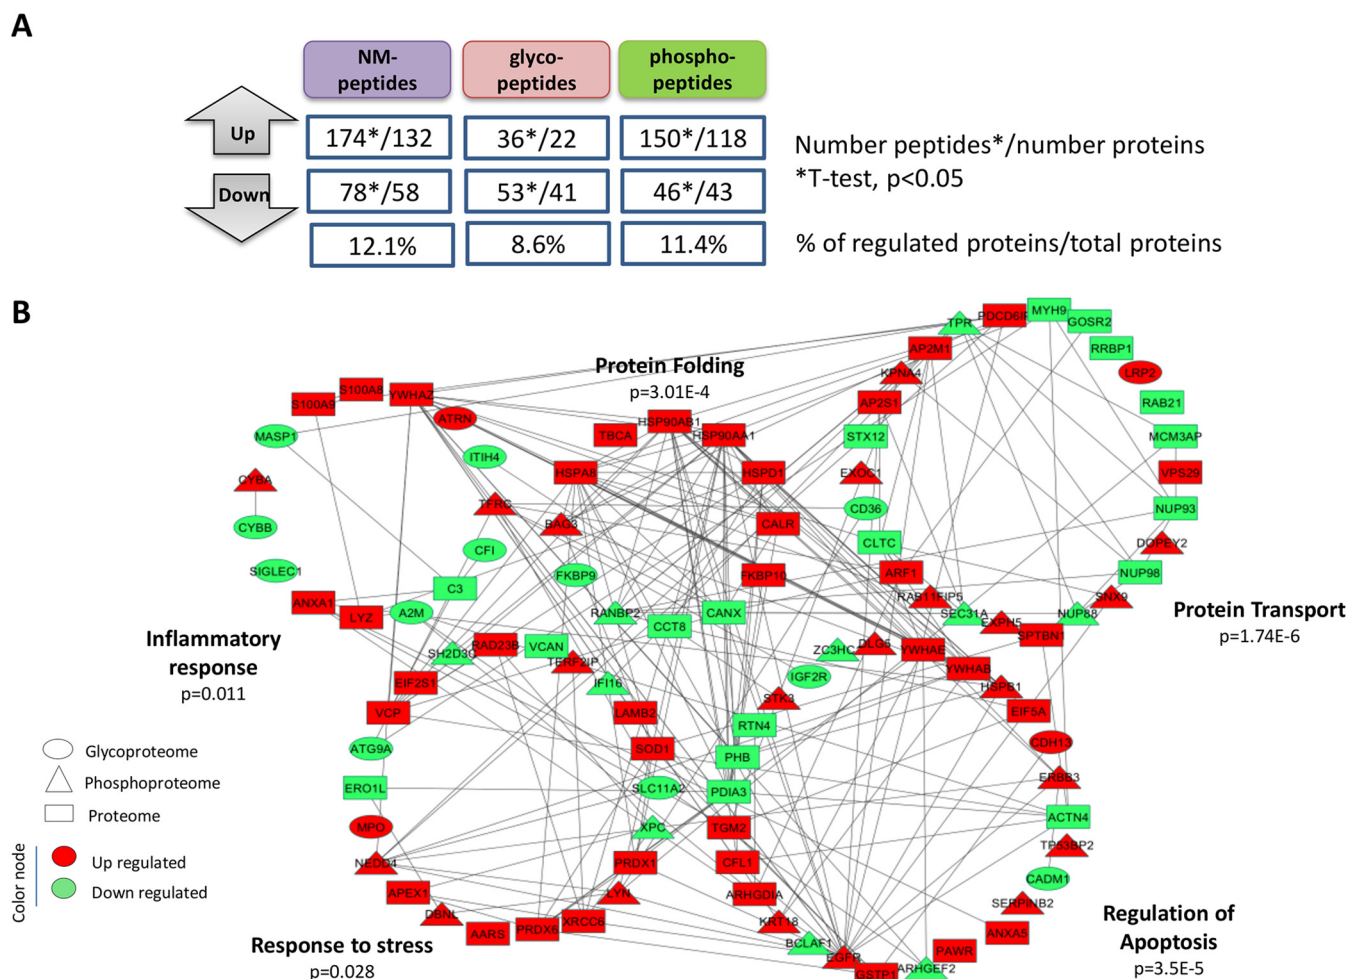 A
NM-
peptides
glyco-
peptides
phospho-
peptides
Up
174*/132
36*/22
150*/118
Number peptides*/number proteins
*T-test, p<0.05
Down
78*/58
53*/41
46*/43
12.1%
8.6%
11.4%
% of regulated proteins/total proteins
B
Protein Folding
p=3.01E-4
TPR
MYH9
GOSR2
RRBP1
LRP2
RAB21
MCM3AP
VPS29
NUP93
DOPEY2
NUP98
SNX9
NUP88
SPTBN1
EXPH5
SEC31A
RAB11FIP5
ARF1
CLTC
CD36
EXOC1
STX12
AP2S1
KPNA4
AP2M1
Protein Transport
p=1.74E-6
S100A9
S100A8
YWHAZ
ATRN
MASP1
ITIH4
CYBA
TFRC
CYBB
CFI
SIGLEC1
C3
ANXA1
LYZ
A2M
Inflammatory
response
p=0.011
TBCA
HSP90AB1
HSP90AA1
HSPA8
HSPD1
BAG3
CALR
FKBP9
FKBP10
RANBP2
CCT8
CANX
SH2D3C
RAD23B
VCAN
TERF2IP
EIF2S1
IFI16
VCP
LAMB2
ATG9A
SOD1
ERO1L
SLC11A2
MPO
XPC
NEDD4
PRDX1
APEX1
LYN
DBNL
AARS
PRDX6
XRCC6
Response to stress
p=0.028
ZC3HC
DLG5
YWHAE
IGF2R
YWHAB
STK3
HSPB1
RTN4
EIF5A
PHB
CDH13
PDIA3
ERBB3
TGM2
ACTN4
CFL1
TP53BP2
ARHGDIA
CADM1
KRT18
SERPINB2
BCLAF1
ANXA5
EGFR
PAWR
GSTP1
ARHGEF2
Regulation of
Apoptosis
p=3.5E-5
Glycoproteome
Phosphoproteome
Proteome
Color node
Up regulated
Down regulated